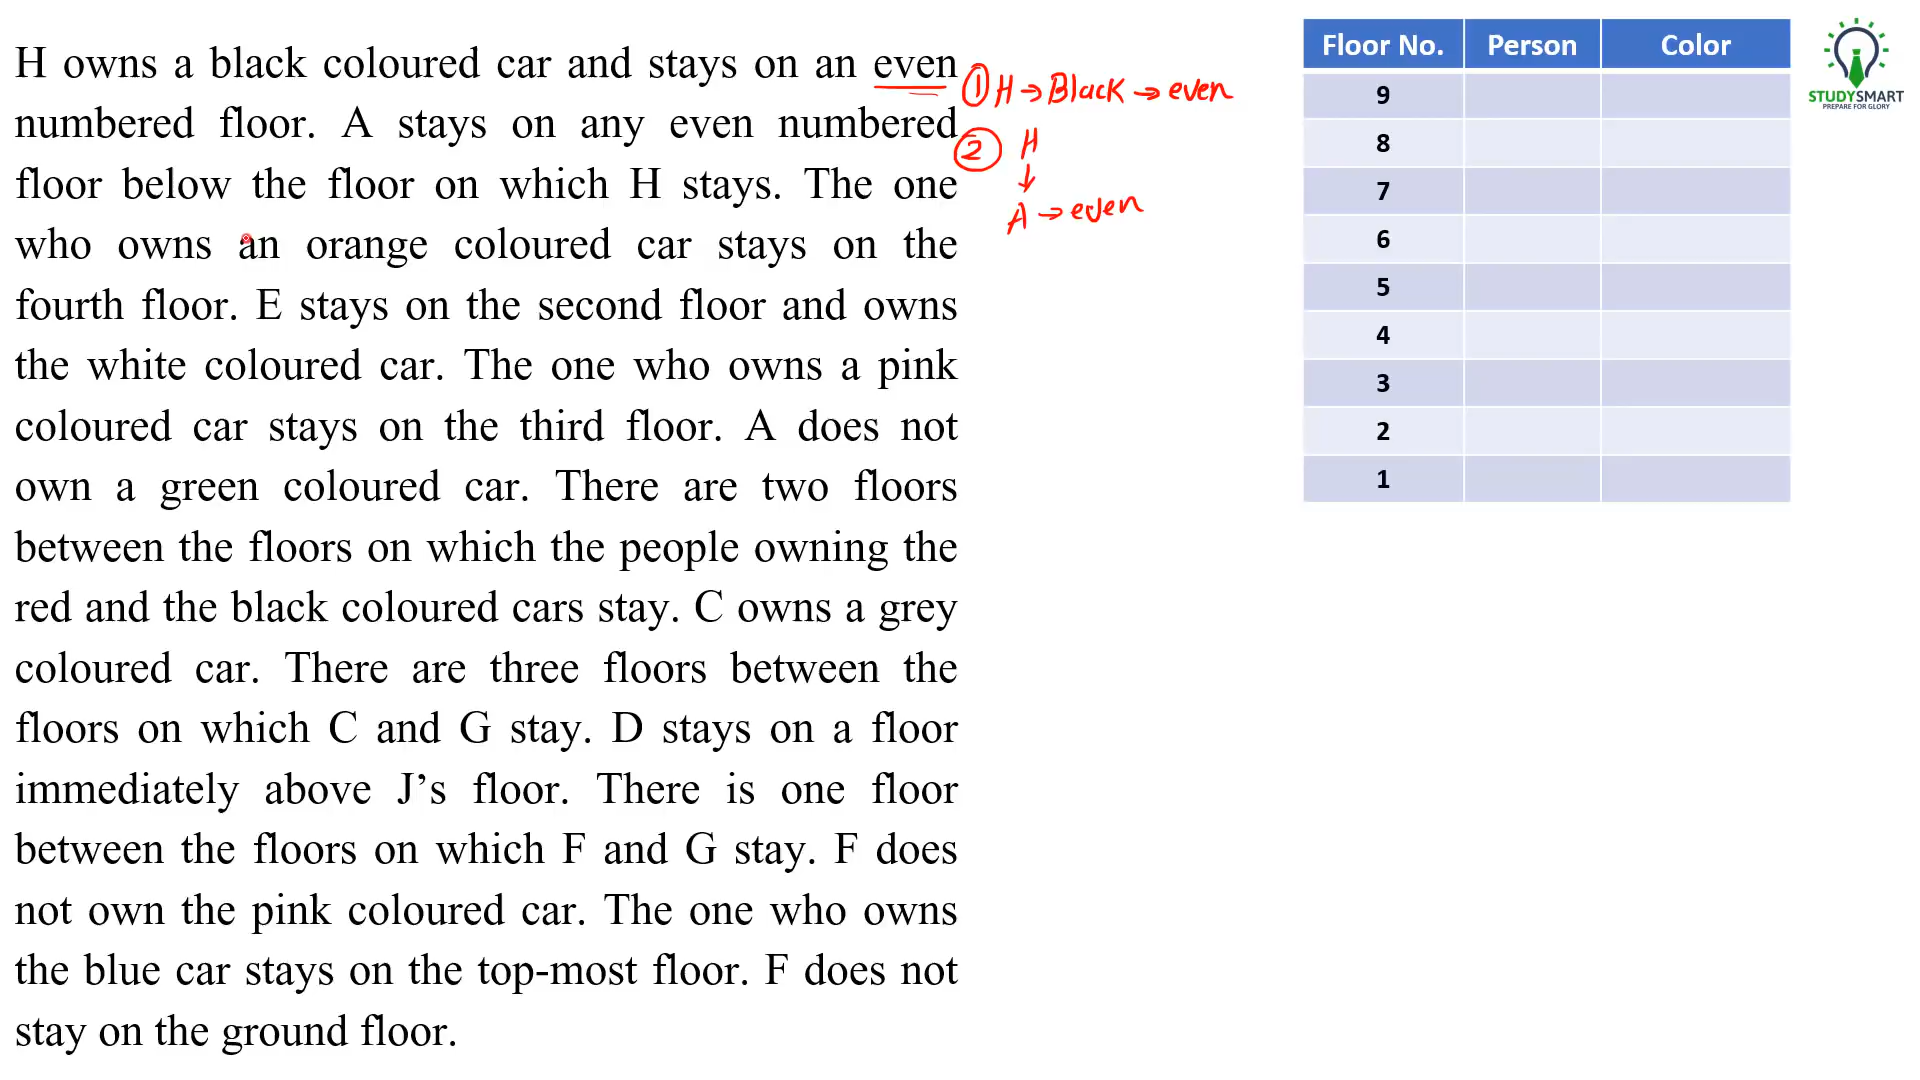 H owns a black coloured car and stays on an even
numbered floor. A stays on any even numbered
floor below the floor on which H stays. The one
who owns an orange coloured car stays on the
fourth floor. E stays on the second floor and owns
the white coloured car. The one who owns a pink
coloured car stays on the third floor. A does not
own a green coloured car. There are two floors
between the floors on which the people owning the
red and the black coloured cars stay. C owns a grey
coloured car. There are three floors between the
floors on which C and G stay. D stays on a floor
immediately above J’s floor. There is one floor
between the floors on which F and G stay. F does
not own the pink coloured car. The one who owns
the blue car stays on the top-most floor. F does not
stay on the ground floor.
① H → Black → even
② H
↓
A → even
Floor No. Person Color
9
8
7
6
5
4
3
2
1
STUDYSMART
PREPARE FOR GLORY